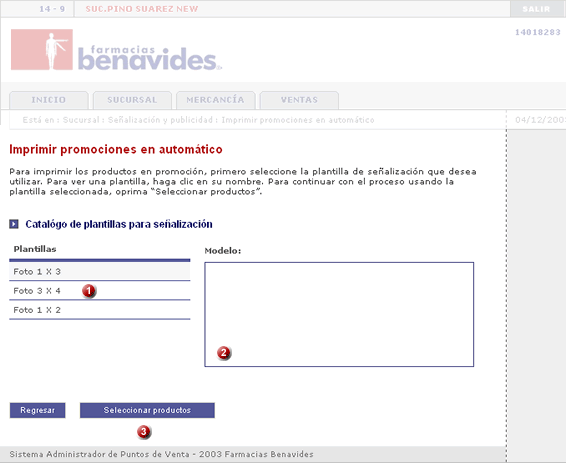 14 - 9 SUC.PINO SUAREZ NEW SALIR
14018283
farmacias
benavides
INICIO SUCURSAL MERCANCÍA VENTAS
Está en : Sucursal : Señalización y publicidad : Imprimir promociones en automático 04/12/200
Imprimir promociones en automático
Para imprimir los productos en promoción, primero seleccione la plantilla de señalización que desea
utilizar. Para ver una plantilla, haga clic en su nombre. Para continuar con el proceso usando la
plantilla seleccionada, oprima “Seleccionar productos”.
Catalógo de plantillas para señalización
Plantillas Modelo:
Foto 1 X 3
Foto 3 X 4 1
Foto 1 X 2
2
Regresar Seleccionar productos
3
Sistema Administrador de Puntos de Venta - 2003 Farmacias Benavides